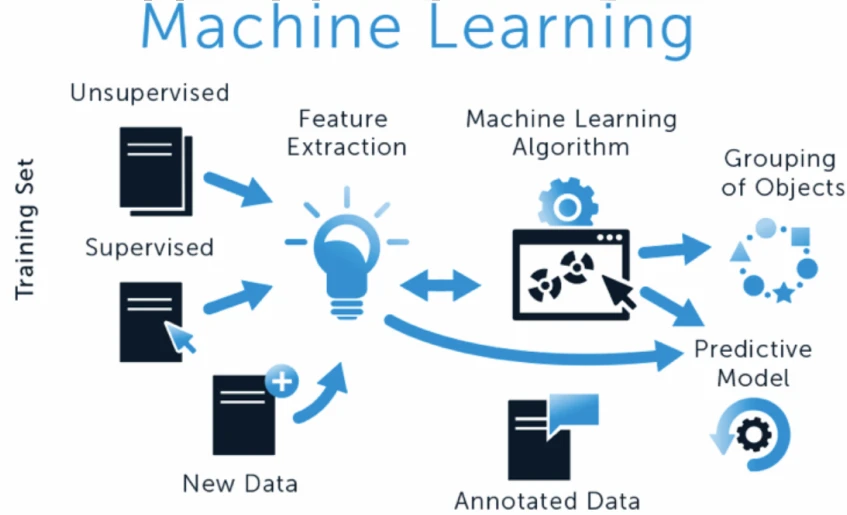 Machine Learning
Unsupervised
Feature
Extraction
Machine Learning
Algorithm
Grouping
of Objects
Training Set
Supervised
Predictive
Model
New Data
Annotated Data